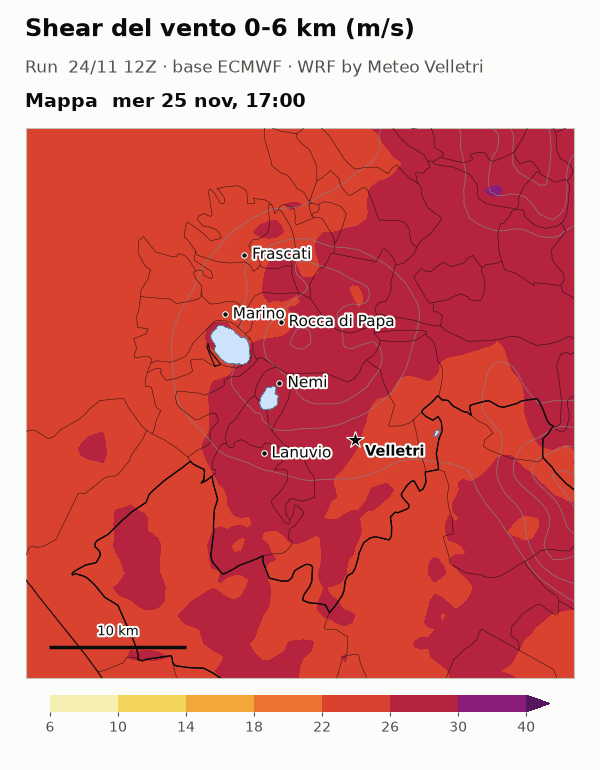 Shear del vento 0-6 km (m/s)
Run  24/11 12Z · base ECMWF · WRF by Meteo Velletri
Mappa  mer 25 nov, 17:00
Frascati
Marino
Rocca di Papa
Nemi
Velletri
Lanuvio
10 km
6 10 14 18 22 26 30 40